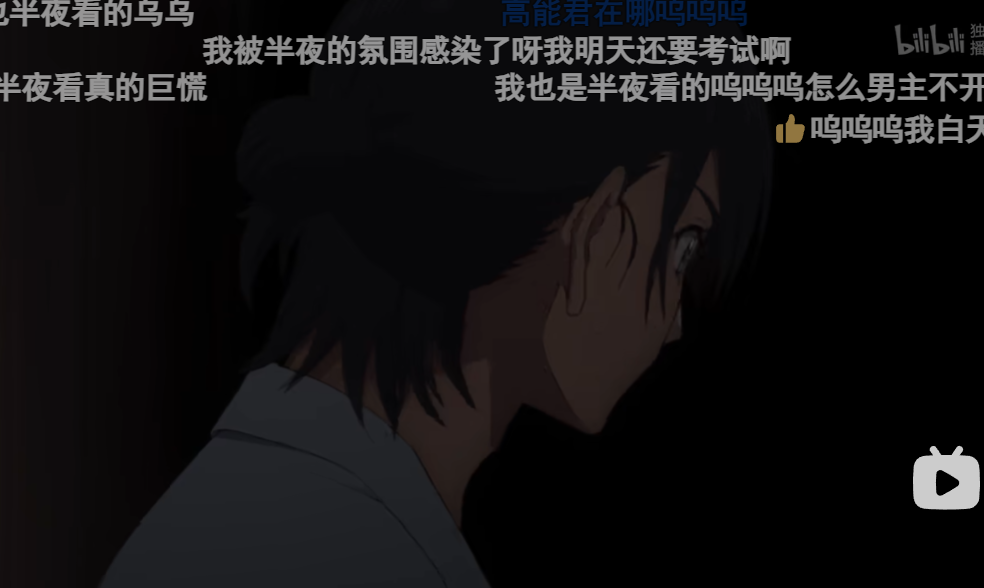 也半夜看的乌乌
高能君在哪呜呜呜
bilibili 独播
我被半夜的氛围感染了呀我明天还要考试啊
半夜看真的巨慌
我也是半夜看的呜呜呜怎么男主不开
呜呜呜我白天